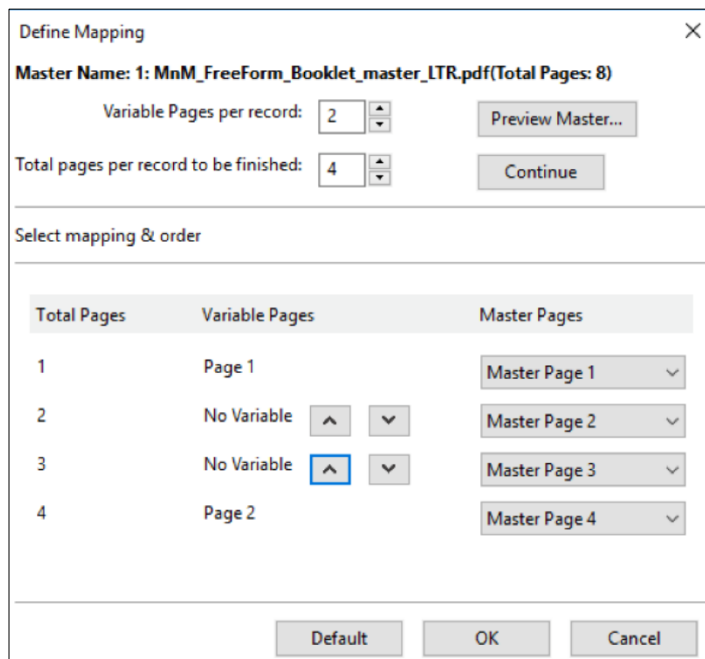 Define Mapping
Master Name: 1: MnM_FreeForm_Booklet_master_LTR.pdf(Total Pages: 8)
Variable Pages per record: 2 Preview Master...
Total pages per record to be finished: 4 Continue
Select mapping & order
Total Pages Variable Pages Master Pages
1 Page 1 Master Page 1
2 No Variable Master Page 2
3 No Variable Master Page 3
4 Page 2 Master Page 4
Default OK Cancel